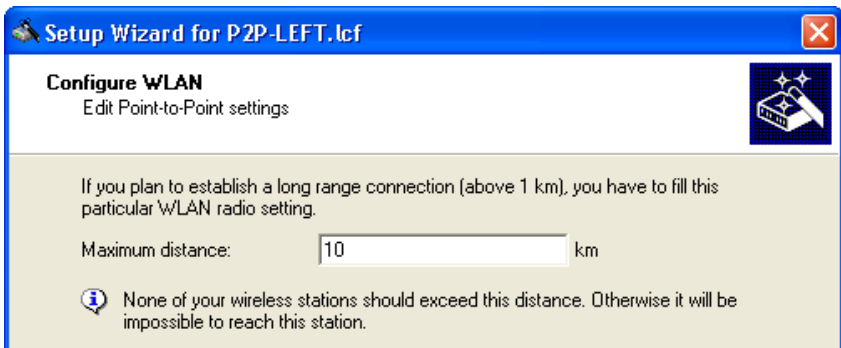 Setup Wizard for P2P-LEFT.lcf
Configure WLAN
Edit Point-to-Point settings
If you plan to establish a long range connection (above 1 km), you have to fill this
particular WLAN radio setting.
Maximum distance: 10 km
None of your wireless stations should exceed this distance. Otherwise it will be
impossible to reach this station.